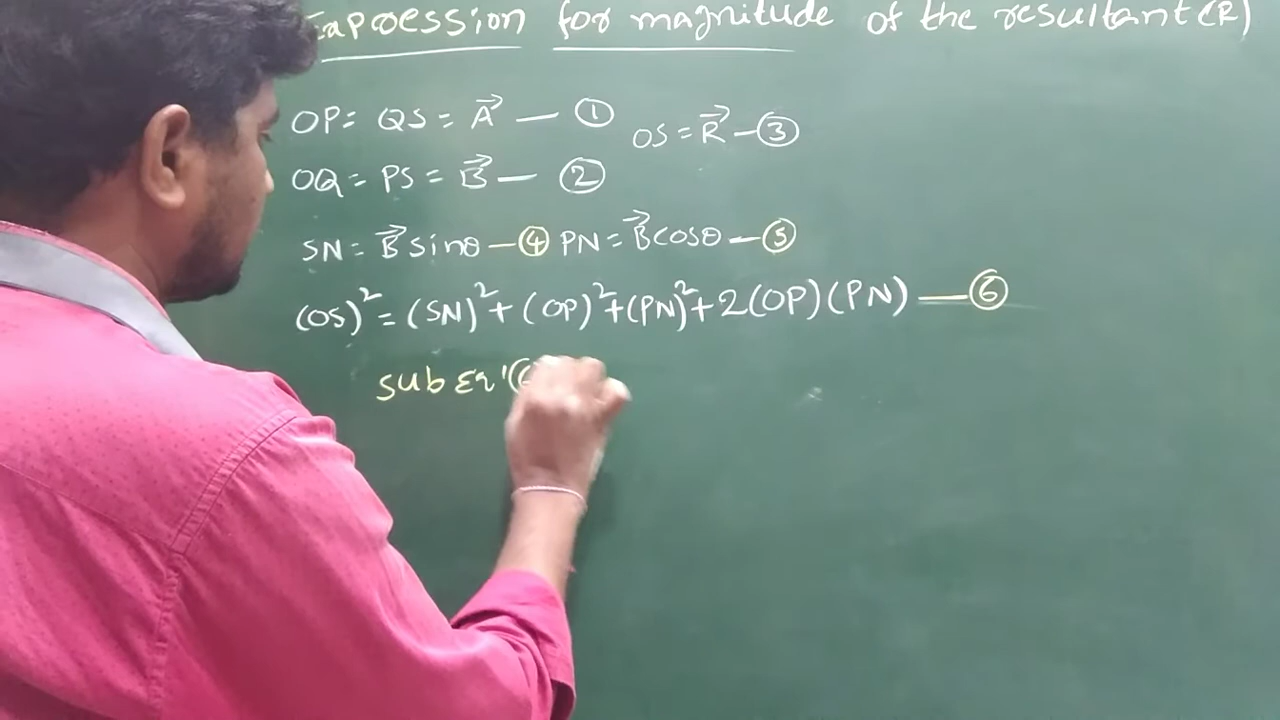 Expression for magnitude of the resultant (R)
OP = QS = A⃗ — ①
OS = R⃗ — ③
OQ = PS = B⃗ — ②
SN = B⃗ sinθ — ④ PN = B⃗ cosθ — ⑤
(OS)² = (SN)² + (OP)² + (PN)² + 2(OP)(PN) — ⑥
sub Eq'